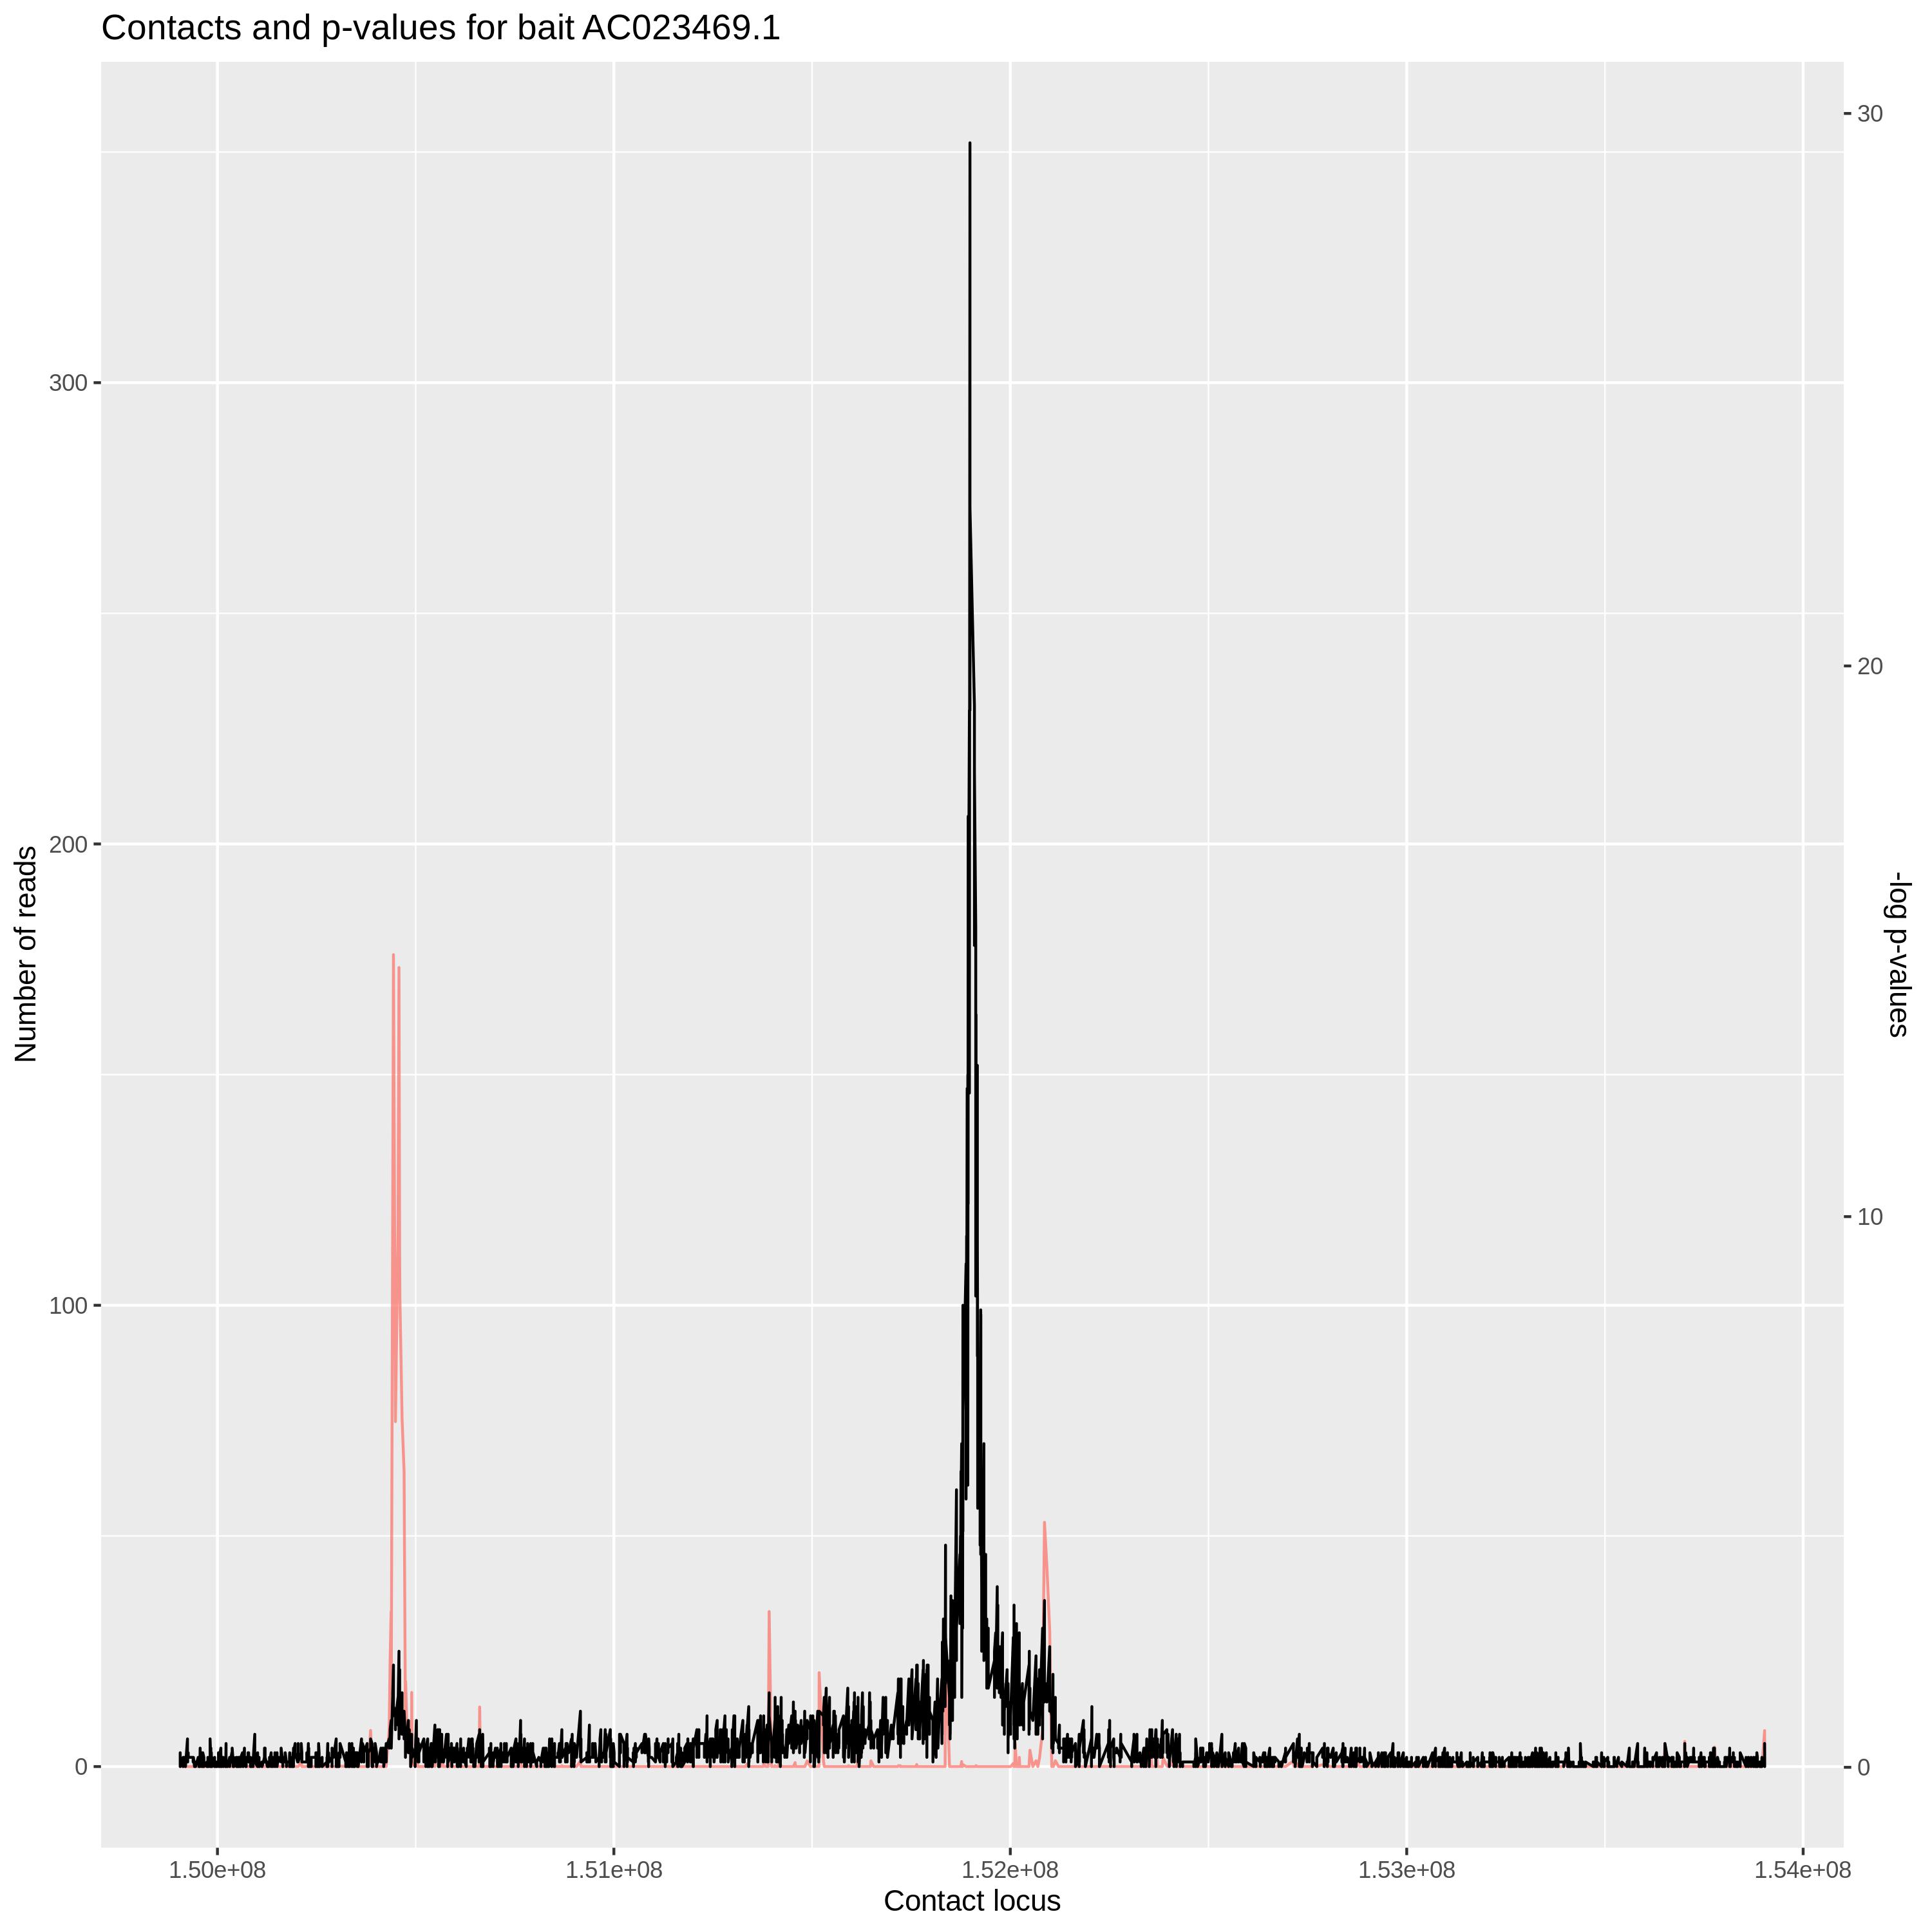 Contacts and p-values for bait AC023469.1
30
300
20
200
Number of reads
-log p-values
10
100
0
0
1.50e+08 1.51e+08 1.52e+08 1.53e+08 1.54e+08
Contact locus